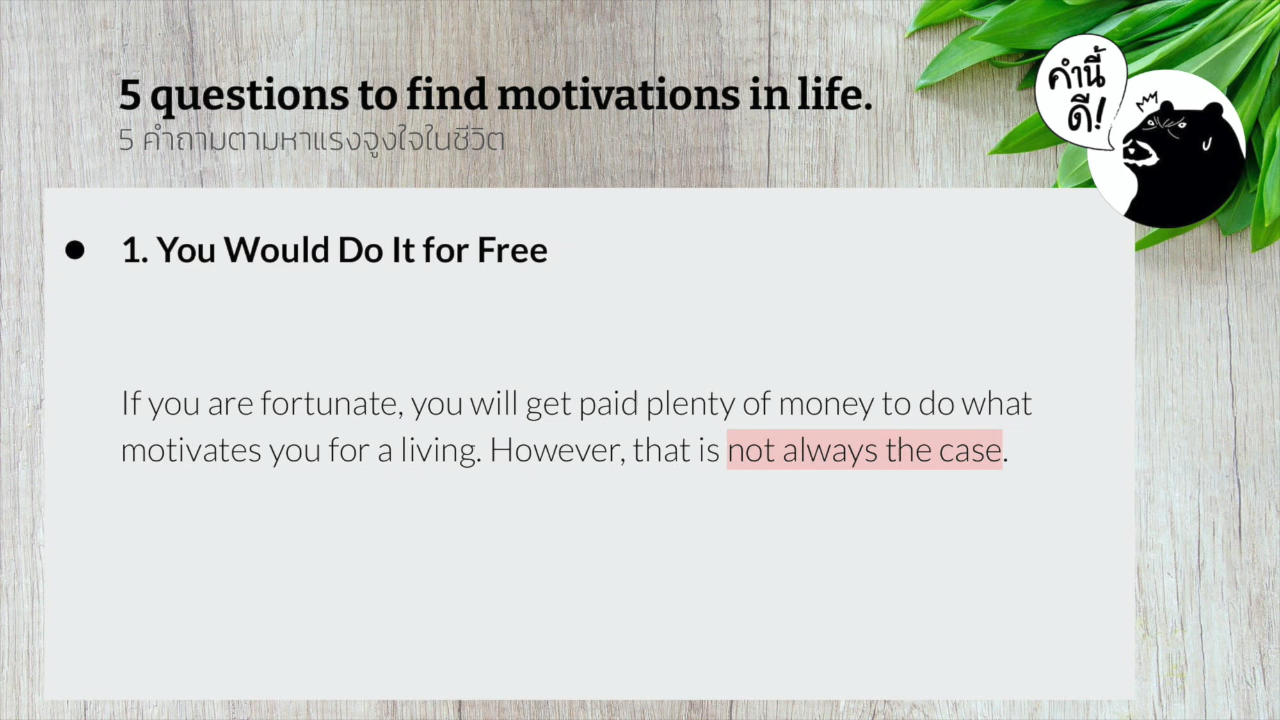 5 questions to find motivations in life.
5 คำถามตามหาแรงจูงใจในชีวิต
คำนี้
ดี!
● 1. You Would Do It for Free
If you are fortunate, you will get paid plenty of money to do what
motivates you for a living. However, that is not always the case.